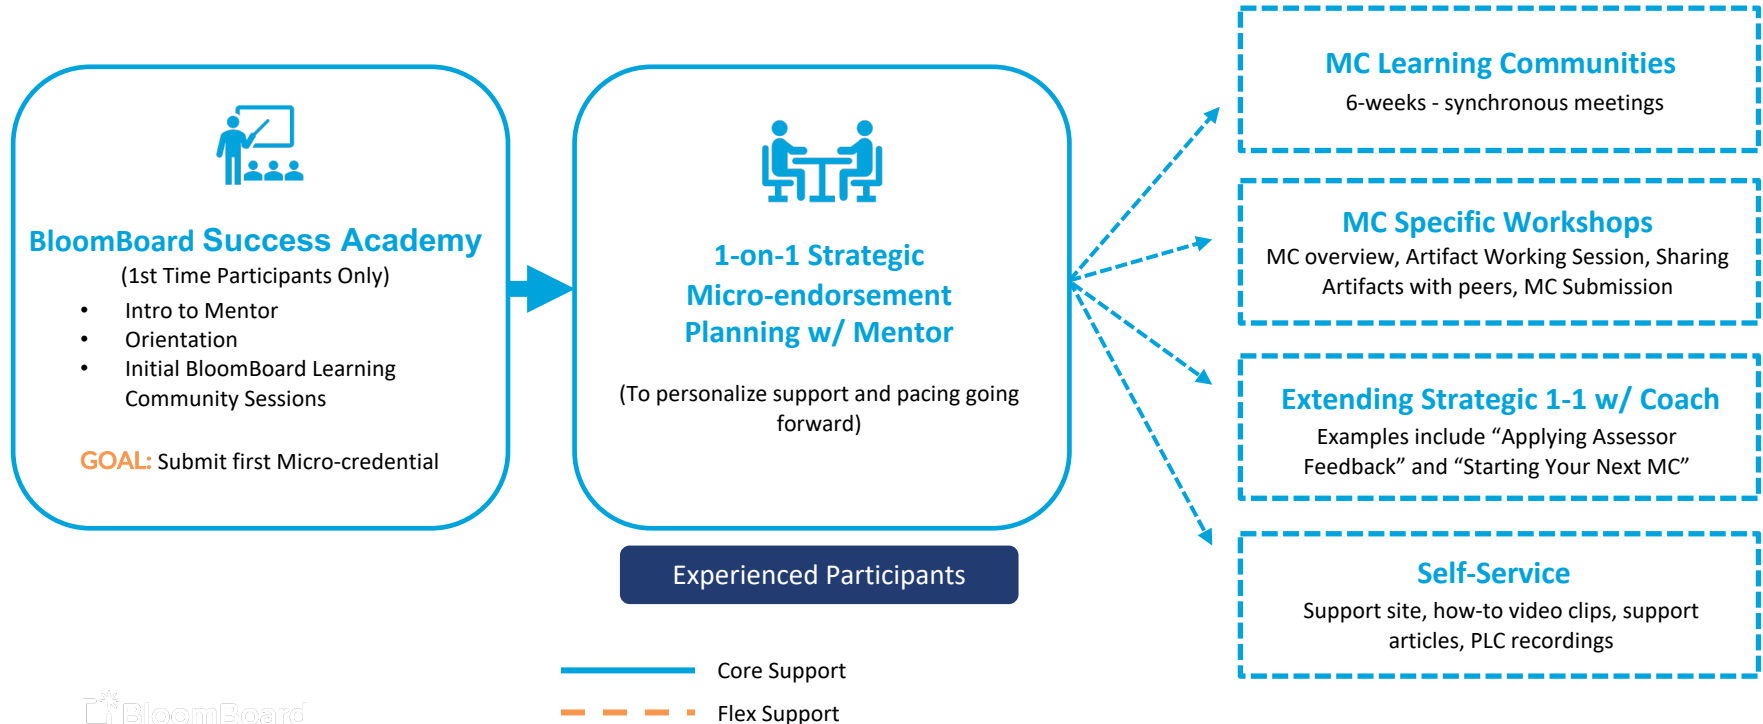 BloomBoard Success Academy
(1st Time Participants Only)
• Intro to Mentor
• Orientation
• Initial BloomBoard Learning
Community Sessions
GOAL: Submit first Micro-credential
1-on-1 Strategic
Micro-endorsement
Planning w/ Mentor
(To personalize support and pacing going
forward)
Experienced Participants
MC Learning Communities
6-weeks - synchronous meetings
MC Specific Workshops
MC overview, Artifact Working Session, Sharing
Artifacts with peers, MC Submission
Extending Strategic 1-1 w/ Coach
Examples include “Applying Assessor
Feedback” and “Starting Your Next MC”
Self-Service
Support site, how-to video clips, support
articles, PLC recordings
Core Support
Flex Support
BloomBoard